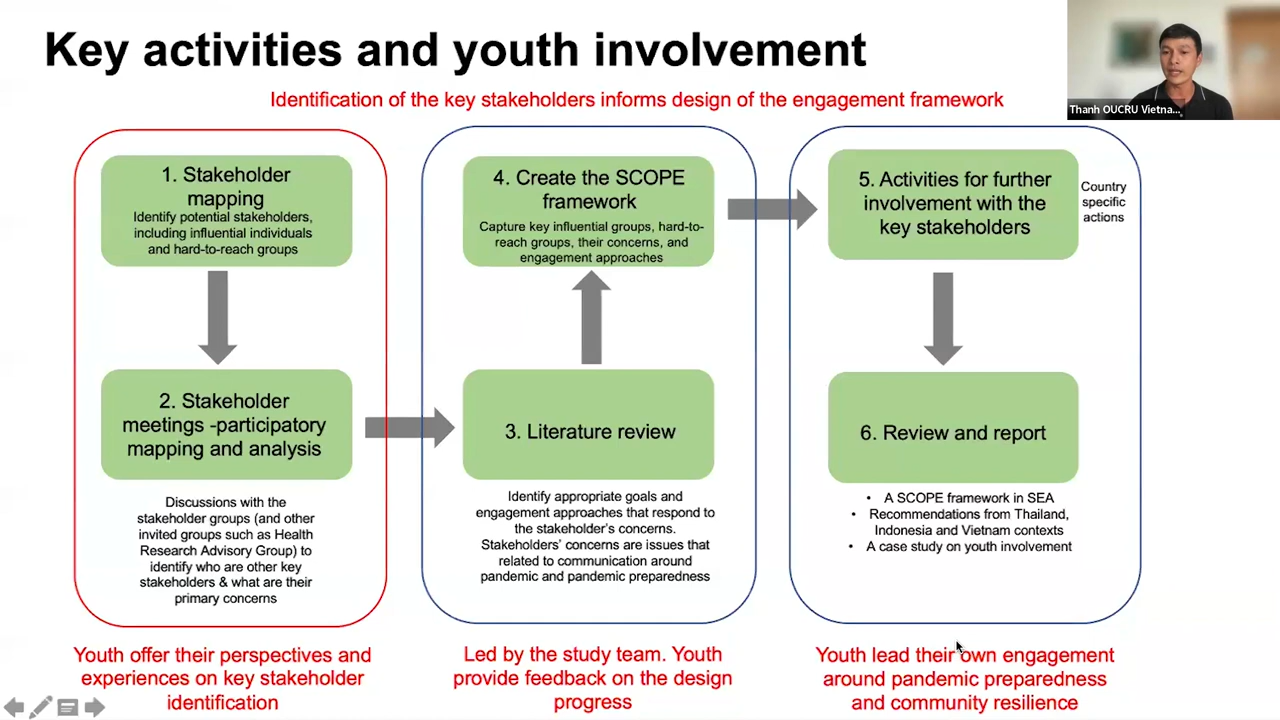 Key activities and youth involvement
Identification of the key stakeholders informs design of the engagement framework
Thanh OUCRU Vietna...
1. Stakeholder
mapping
Identify potential stakeholders,
including influential individuals
and hard-to-reach groups
2. Stakeholder
meetings -participatory
mapping and analysis
Discussions with the
stakeholder groups (and other
invited groups such as Health
Research Advisory Group) to
identify who are other key
stakeholders & what are their
primary concerns
Youth offer their perspectives and
experiences on key stakeholder
identification
4. Create the SCOPE
framework
Capture key influential groups, hard-to-
reach groups, their concerns, and
engagement approaches
3. Literature review
Identify appropriate goals and
engagement approaches that respond to
the stakeholder's concerns.
Stakeholders' concerns are issues that
related to communication around
pandemic and pandemic preparedness
Led by the study team. Youth
provide feedback on the design
progress
5. Activities for further
involvement with the
key stakeholders
Country
specific
actions
6. Review and report
• A SCOPE framework in SEA
• Recommendations from Thailand,
Indonesia and Vietnam contexts
• A case study on youth involvement
Youth lead their own engagement
around pandemic preparedness
and community resilience